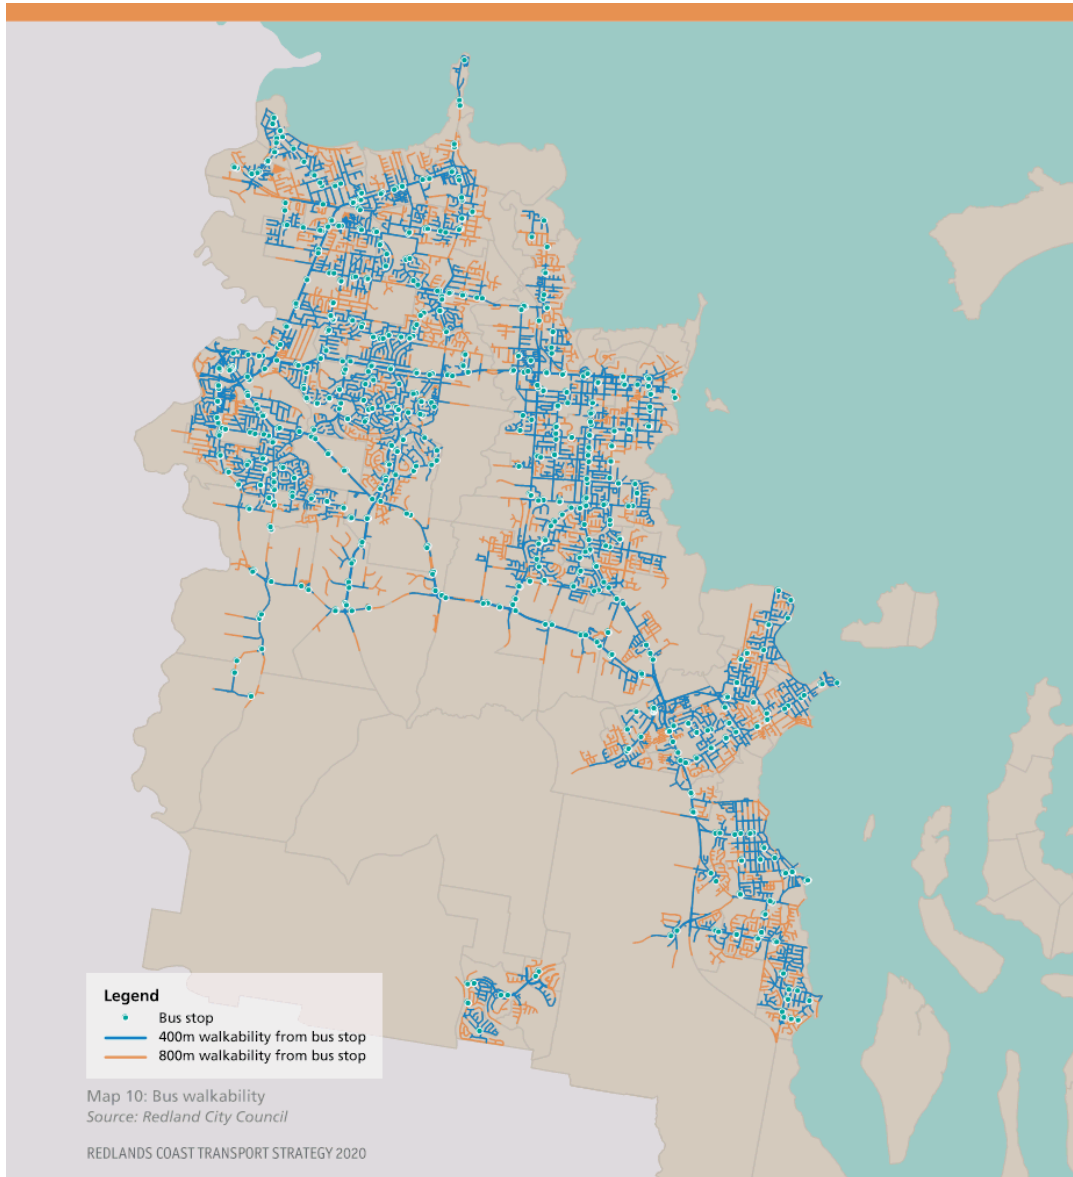 Legend
Bus stop
400m walkability from bus stop
800m walkability from bus stop
Map 10: Bus walkability
Source: Redland City Council
REDLANDS COAST TRANSPORT STRATEGY 2020